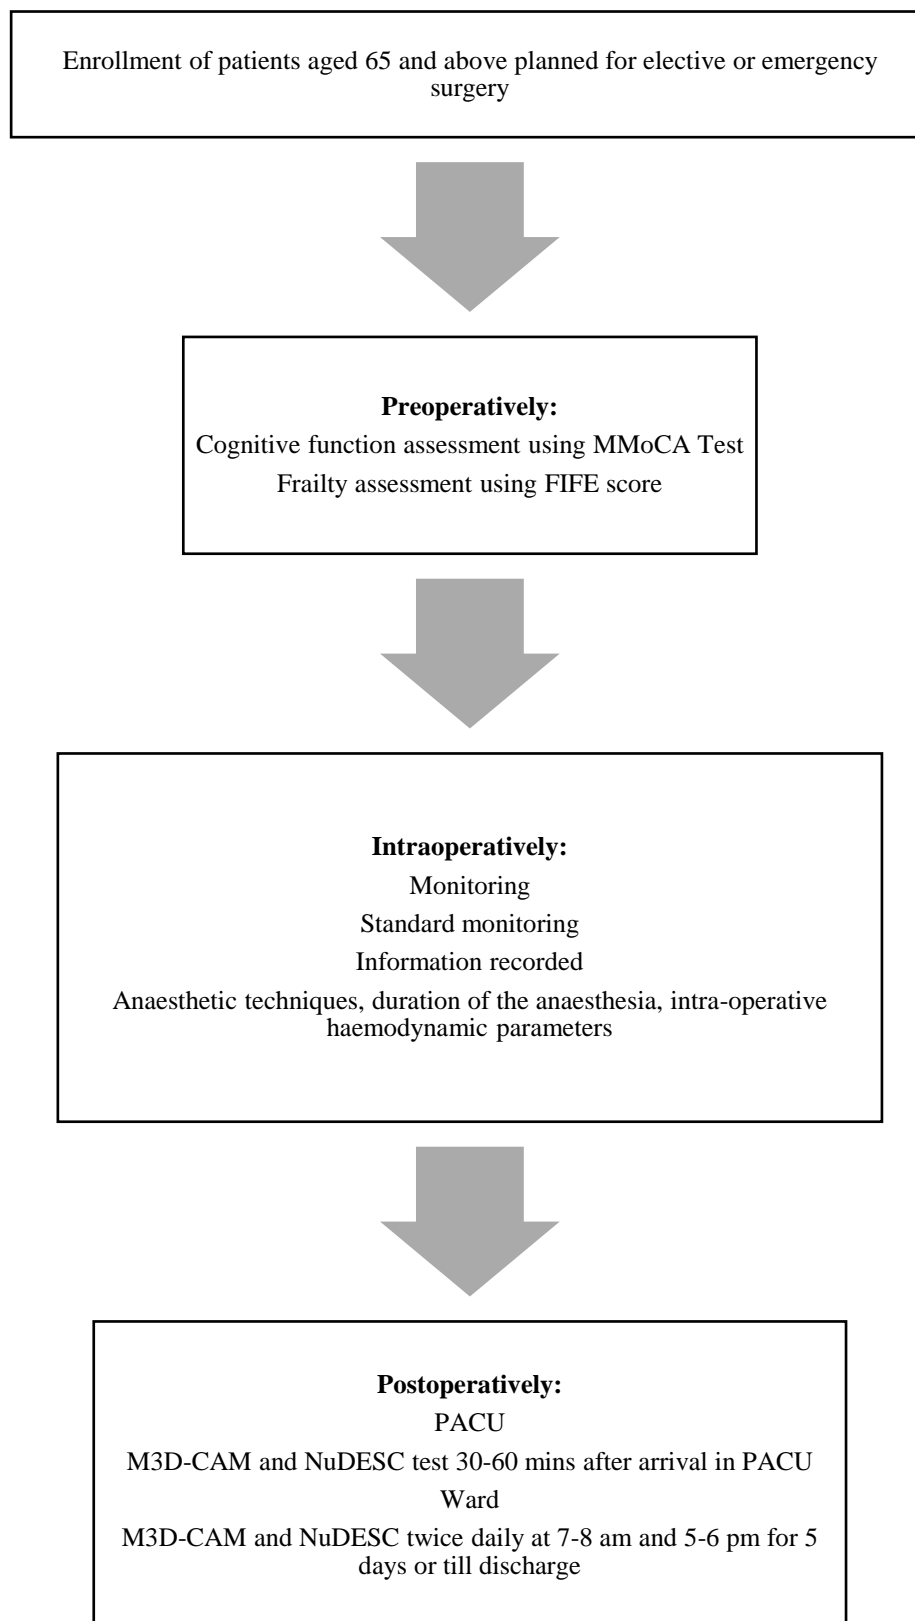 Enrollment of patients aged 65 and above planned for elective or emergency
surgery
Preoperatively:
Cognitive function assessment using MMoCA Test
Frailty assessment using FIFE score
Intraoperatively:
Monitoring
Standard monitoring
Information recorded
Anaesthetic techniques, duration of the anaesthesia, intra-operative
haemodynamic parameters
Postoperatively:
PACU
M3D-CAM and NuDESC test 30-60 mins after arrival in PACU
Ward
M3D-CAM and NuDESC twice daily at 7-8 am and 5-6 pm for 5
days or till discharge